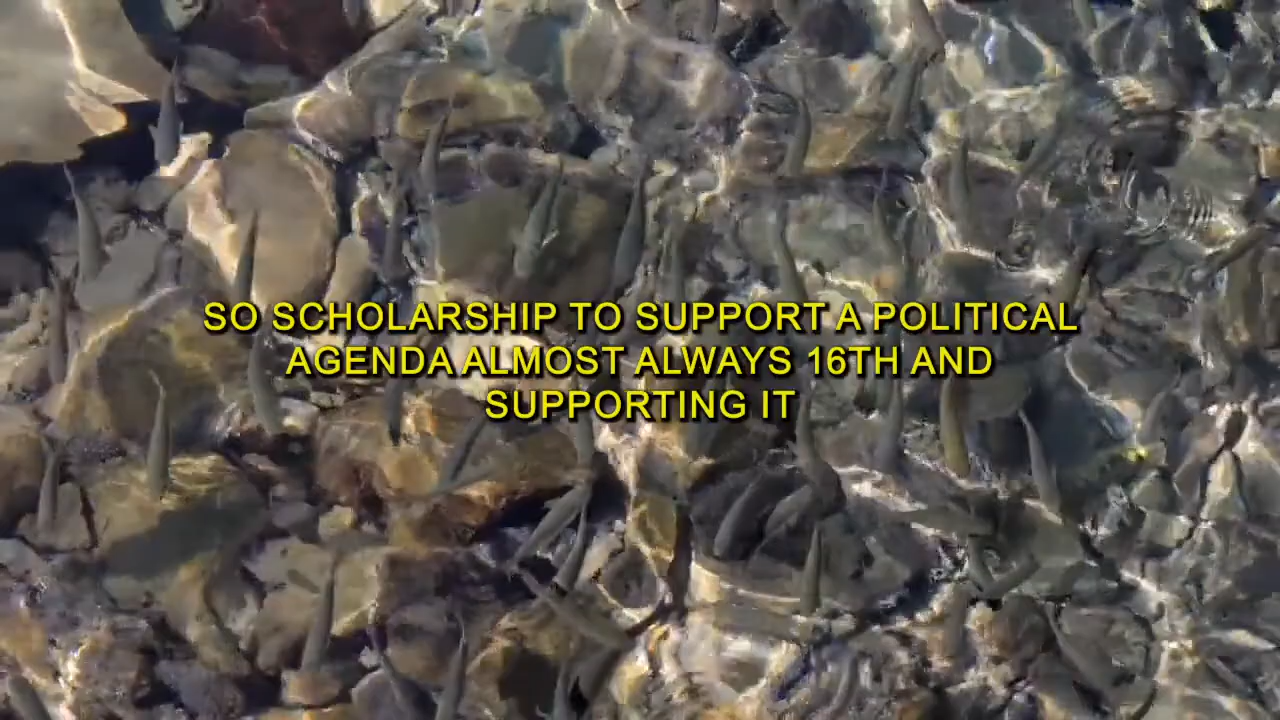 SO SCHOLARSHIP TO SUPPORT A POLITICAL
AGENDA ALMOST ALWAYS 16TH AND
SUPPORTING IT